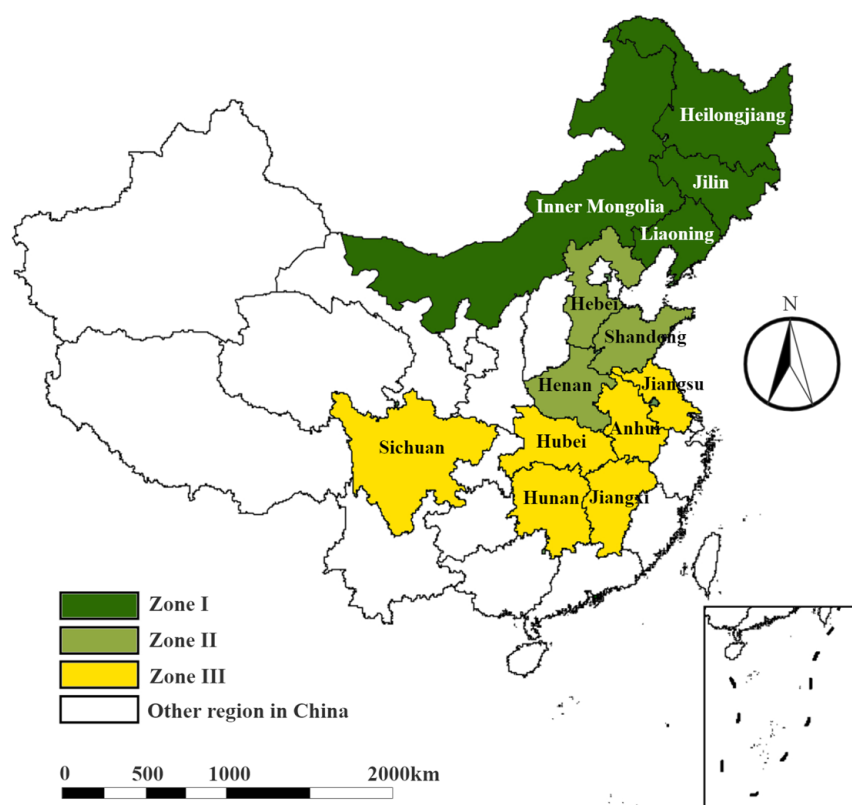 Heilongjiang
Jilin
Inner Mongolia
Liaoning
N
Hebei
Shandong
Henan
Jiangsu
Anhui
Hubei
Sichuan
Hunan
Jiangxi
Zone I
Zone II
Zone III
Other region in China
0 500 1000 2000km